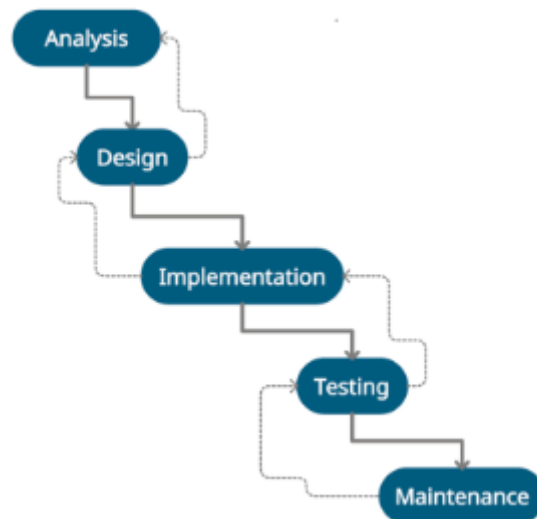 Analysis
Design
Implementation
Testing
Maintenance